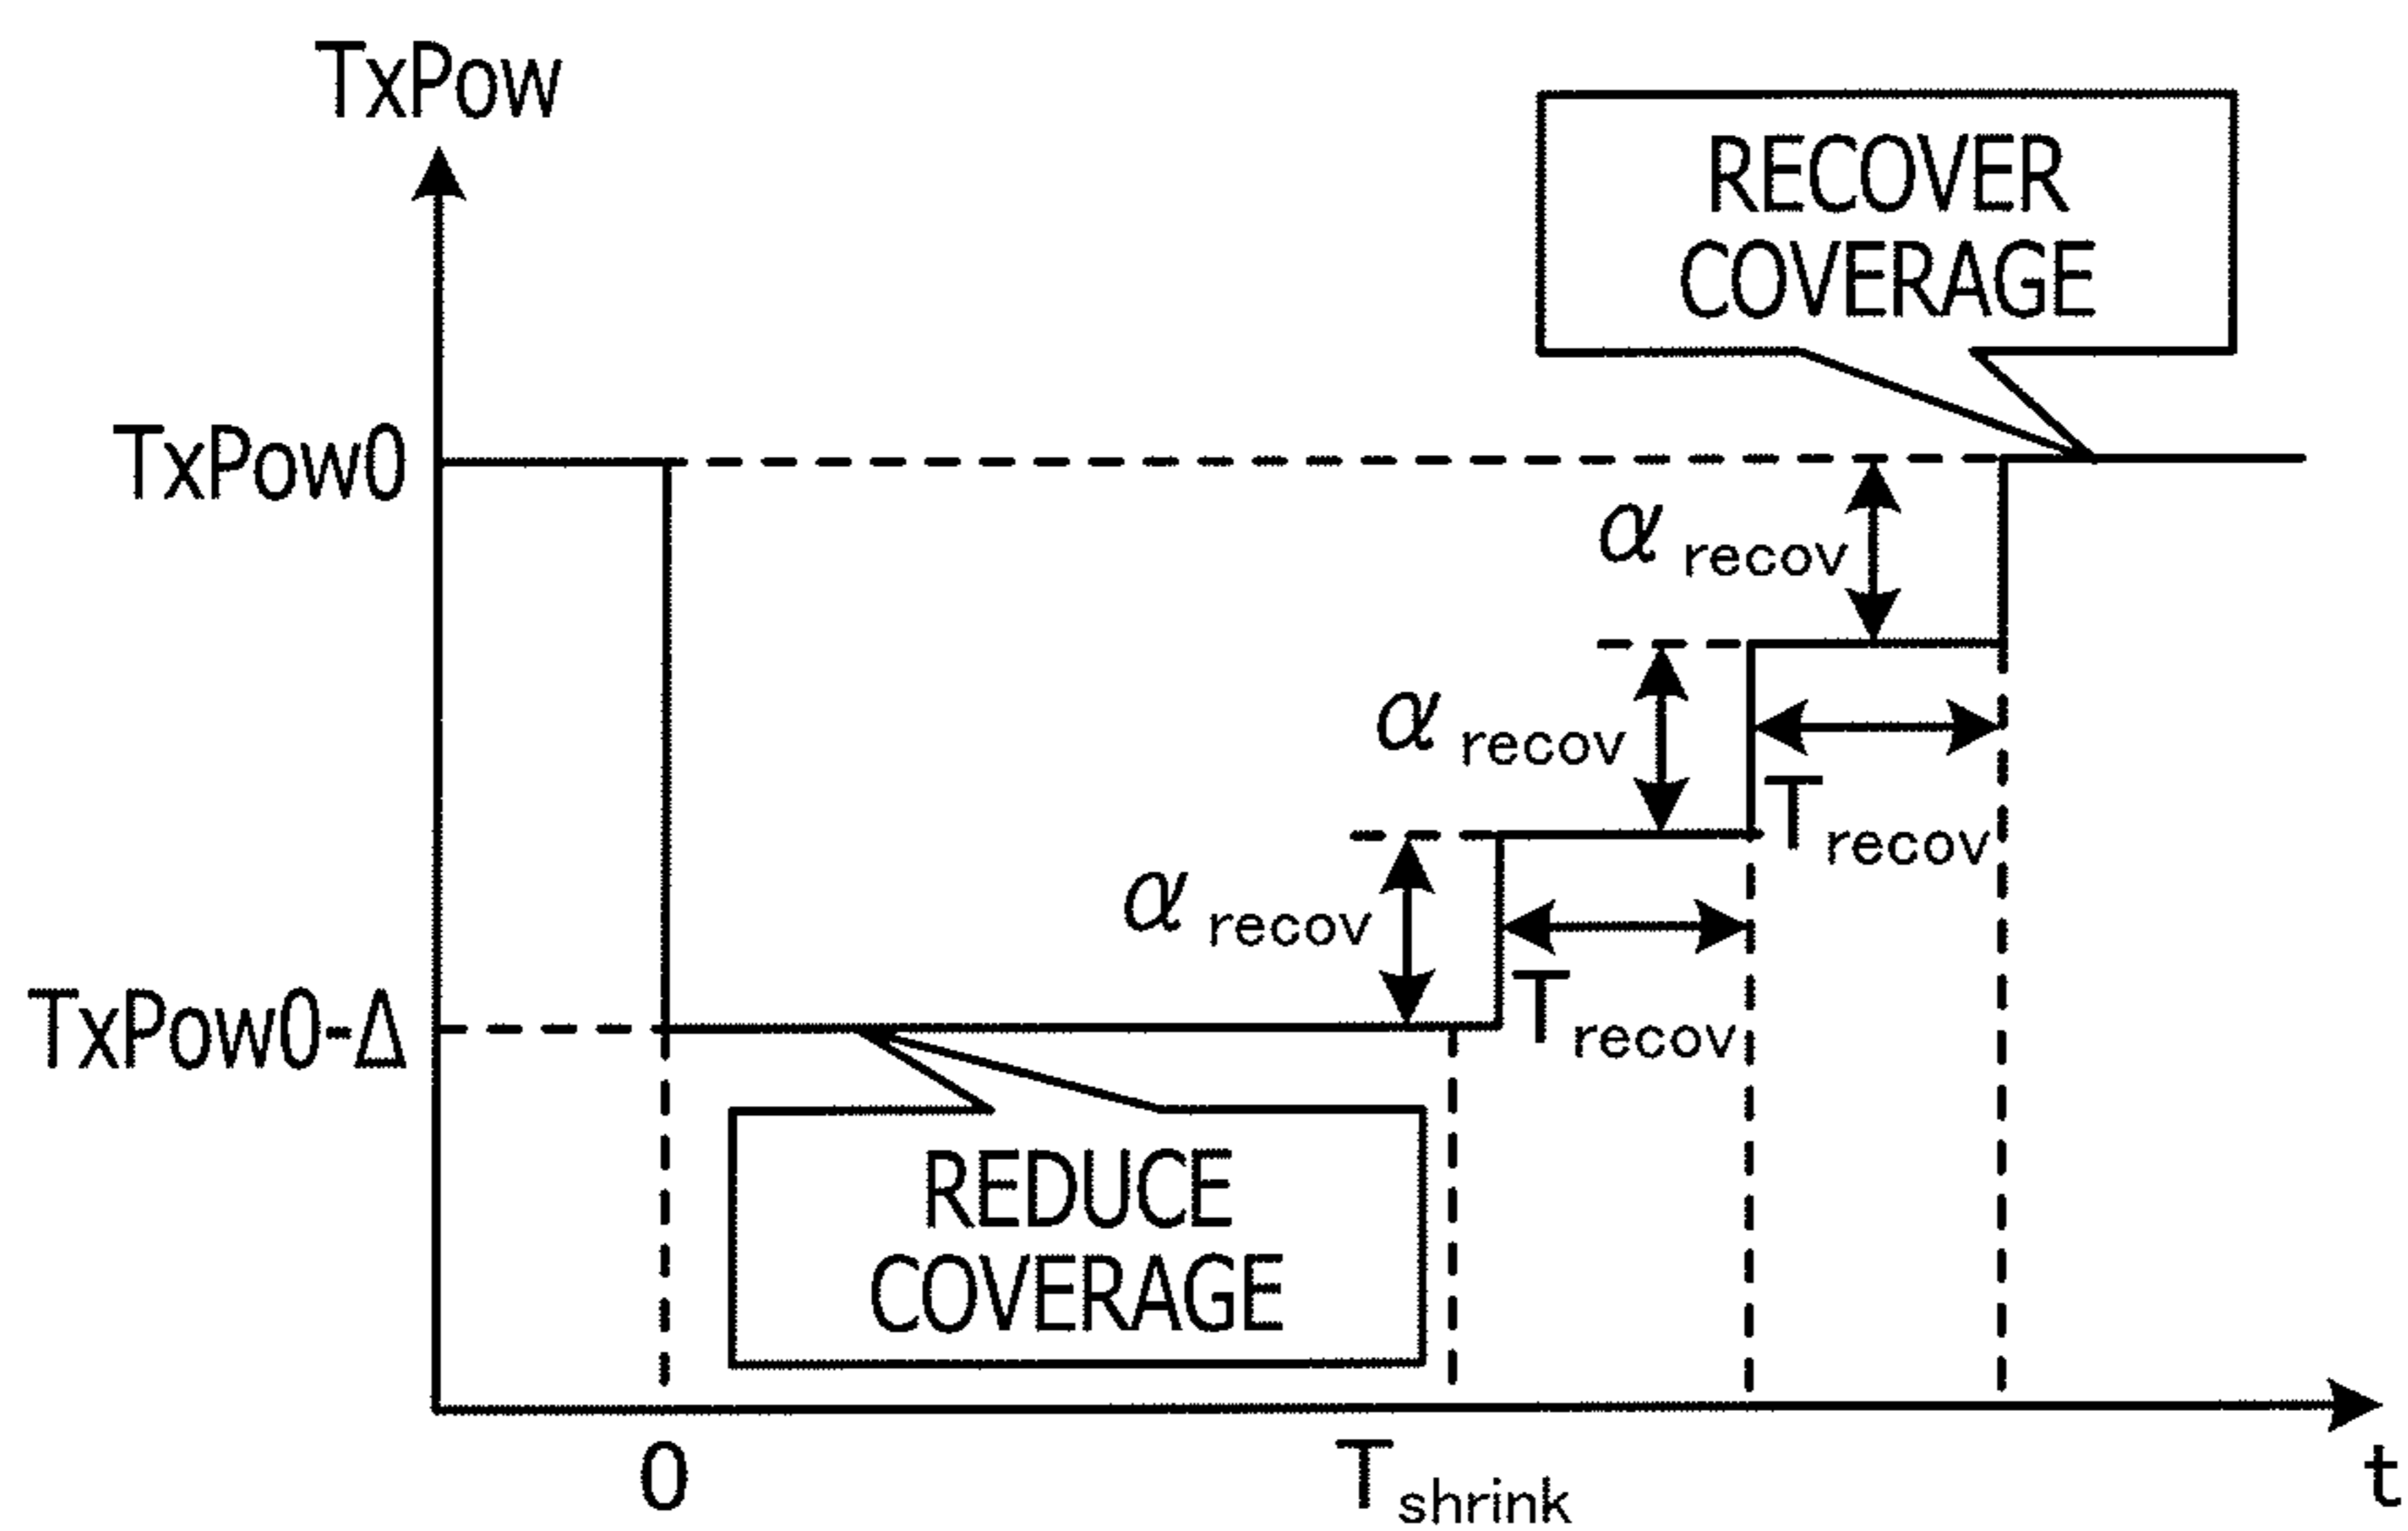 TxPow
RECOVER
COVERAGE
TxPow0
α recov
α recov
T recov
α recov
T recov
TxPow0-Δ
REDUCE
COVERAGE
0
T shrink
t